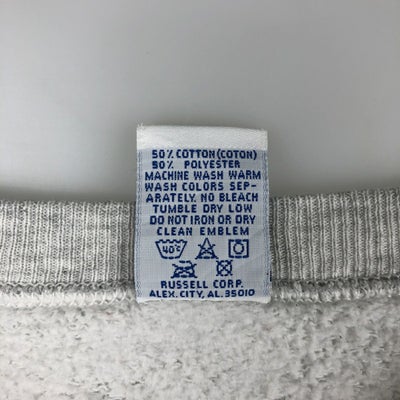 50% COTTON (COTON)
50% POLYESTER
MACHINE WASH WARM
WASH COLORS SEP-
ARATELY. NO BLEACH
TUMBLE DRY LOW
DO NOT IRON OR DRY
CLEAN EMBLEM
40°C
RUSSELL CORP.
ALEX. CITY, AL. 35010